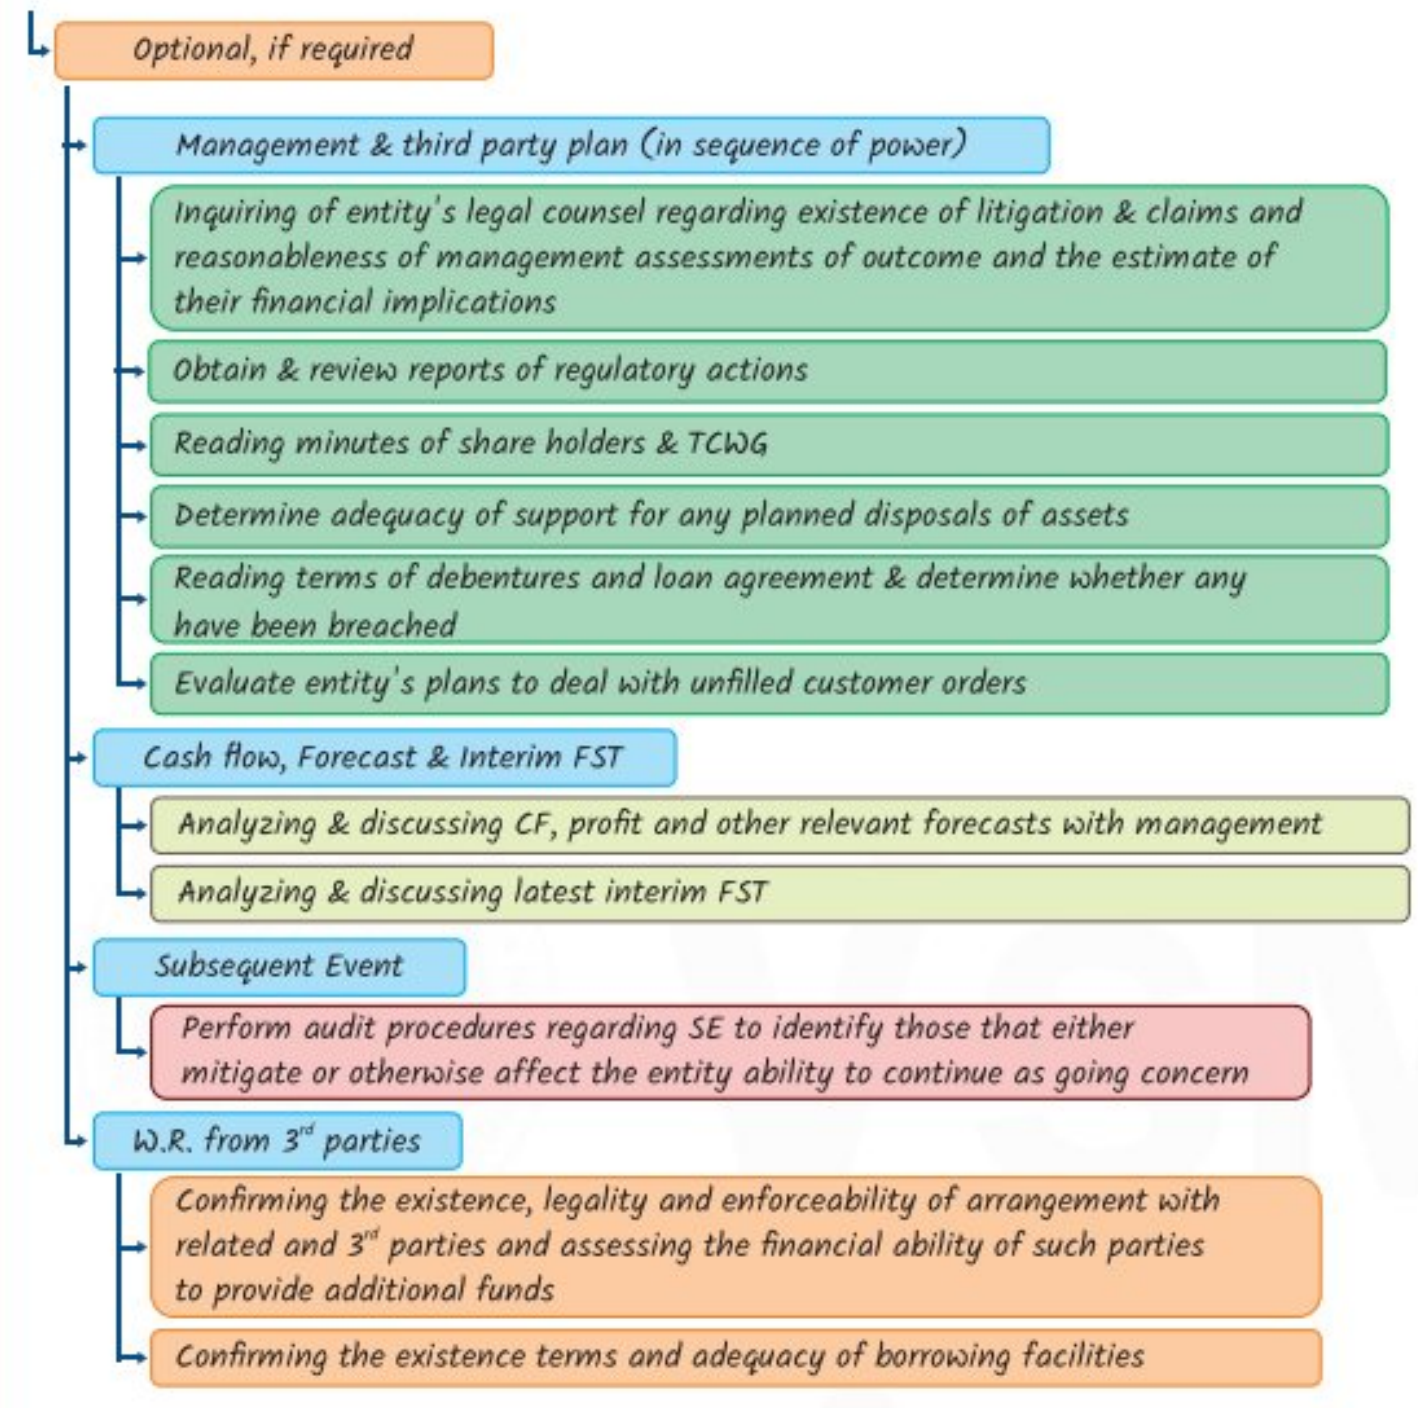 Optional, if required
Management & third party plan (in sequence of power)
Inquiring of entity's legal counsel regarding existence of litigation & claims and
reasonableness of management assessments of outcome and the estimate of
their financial implications
Obtain & review reports of regulatory actions
Reading minutes of share holders & TCWG
Determine adequacy of support for any planned disposals of assets
Reading terms of debentures and loan agreement & determine whether any
have been breached
Evaluate entity's plans to deal with unfilled customer orders
Cash flow, Forecast & Interim FST
Analyzing & discussing CF, profit and other relevant forecasts with management
Analyzing & discussing latest interim FST
Subsequent Event
Perform audit procedures regarding SE to identify those that either
mitigate or otherwise affect the entity ability to continue as going concern
W.R. from 3rd parties
Confirming the existence, legality and enforceability of arrangement with
related and 3rd parties and assessing the financial ability of such parties
to provide additional funds
Confirming the existence terms and adequacy of borrowing facilities